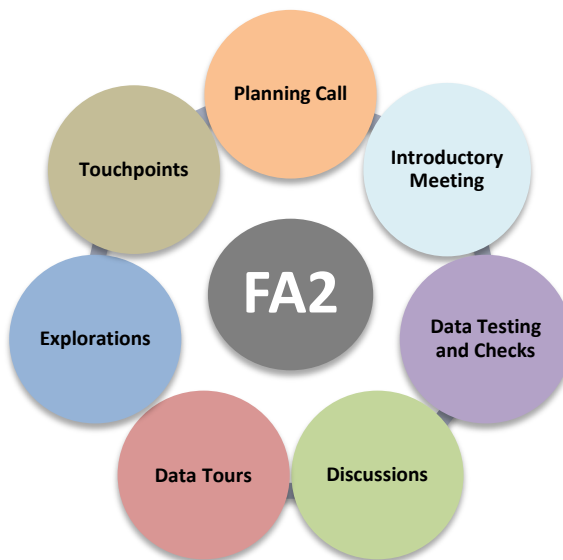 Planning Call
Introductory
Meeting
Data Testing
and Checks
Discussions
Data Tours
Explorations
Touchpoints
FA2